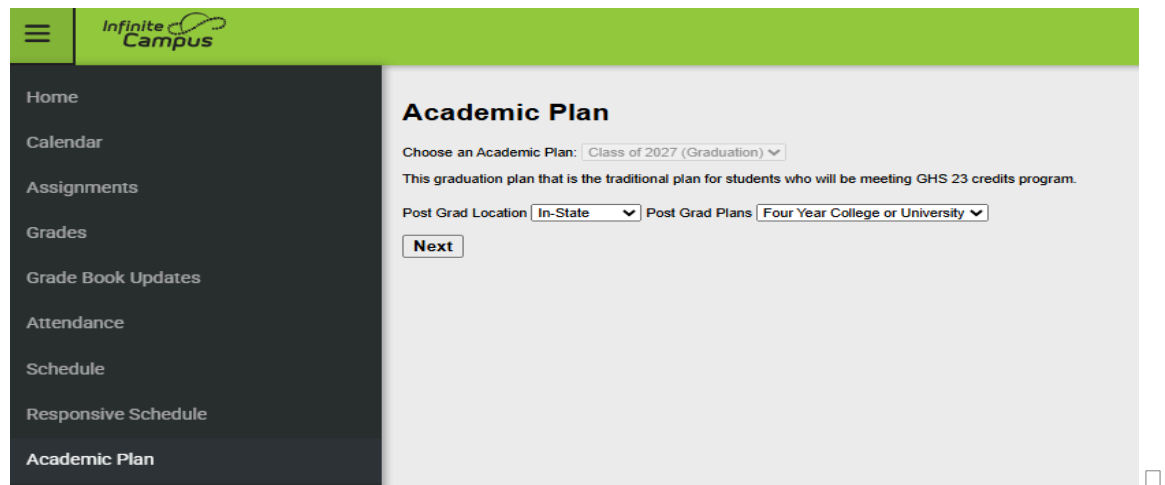 Infinite
Campus
Home
Calendar
Assignments
Grades
Grade Book Updates
Attendance
Schedule
Responsive Schedule
Academic Plan
Academic Plan
Choose an Academic Plan: Class of 2027 (Graduation)
This graduation plan that is the traditional plan for students who will be meeting GHS 23 credits program.
Post Grad Location In-State Post Grad Plans Four Year College or University
Next